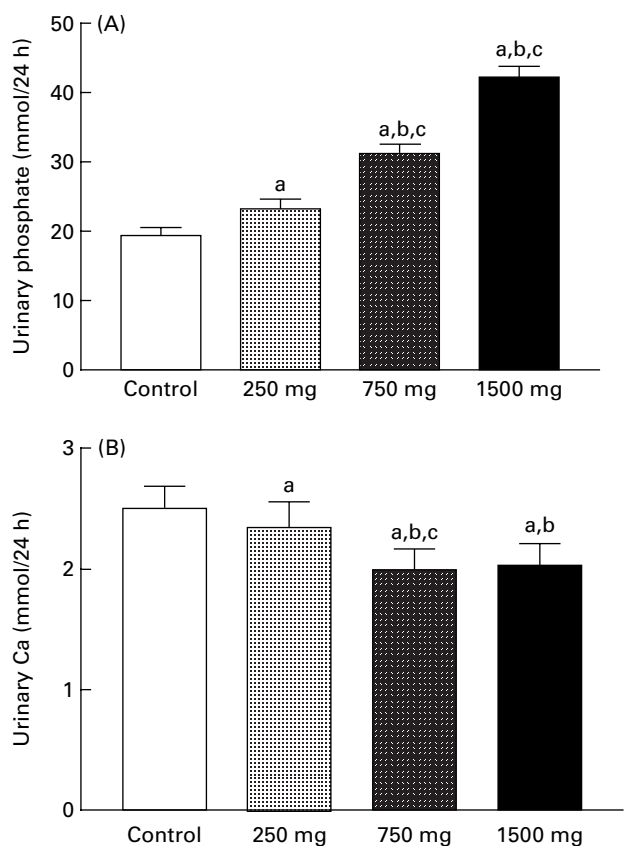 (A)
Urinary phosphate (mmol/24 h)
50
40
30
20
10
0
a
a,b,c
a,b,c
Control 250 mg 750 mg 1500 mg
(B)
Urinary Ca (mmol/24 h)
3
2
1
0
a
a,b,c
a,b
Control 250 mg 750 mg 1500 mg